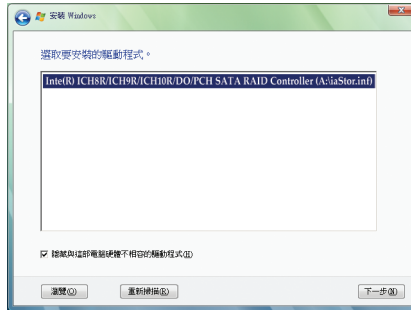 安裝 Windows
選取要安裝的驅動程式。
Inte(R) ICH8R/ICH9R/ICH10R/DO/PCH SATA RAID Controller (A:\iaStor.inf)
隱藏與這部電腦硬體不相容的驅動程式(H)
瀏覽(O)
重新掃描(R)
下一步(N)